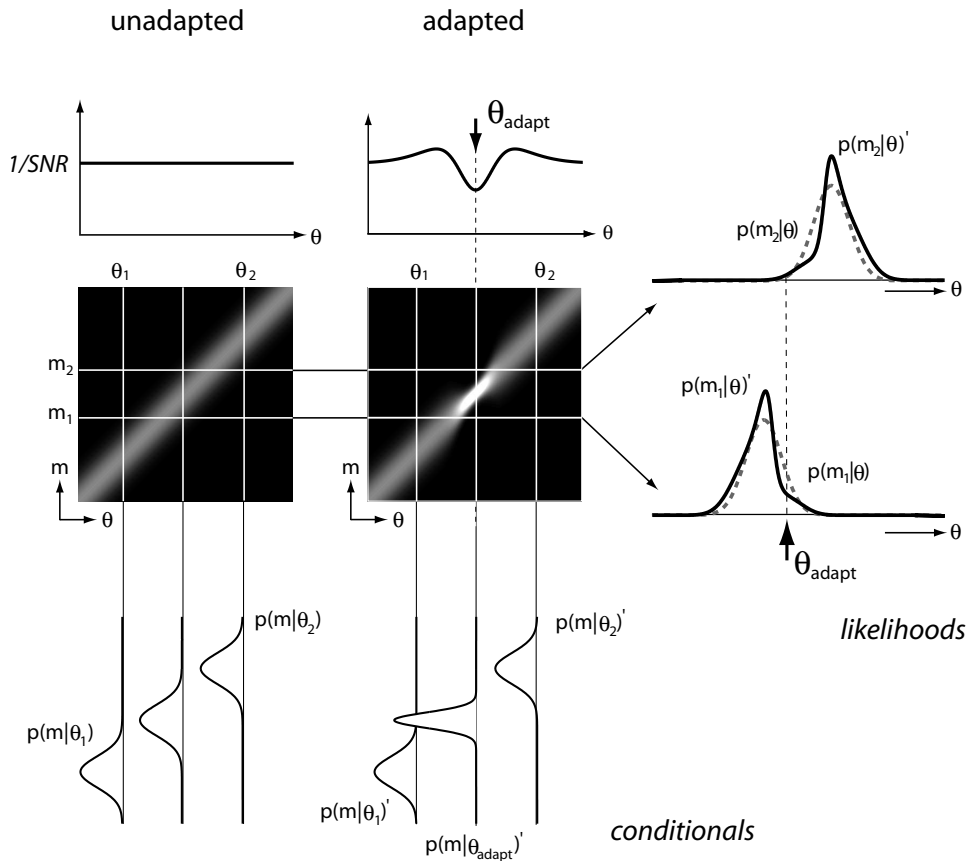 unadapted
adapted
1/SNR
θ
θadapt
θ
p(m₂|θ)'
p(m₂|θ)
θ
θ₁ θ₂
θ₁ θ₂
m₂
m₁
m
θ
m
θ
p(m₁|θ)'
p(m₁|θ)
θ
θadapt
likelihoods
p(m|θ₂)
p(m|θ₂)'
p(m|θ₁)
p(m|θ₁)'
p(m|θadapt)'
conditionals